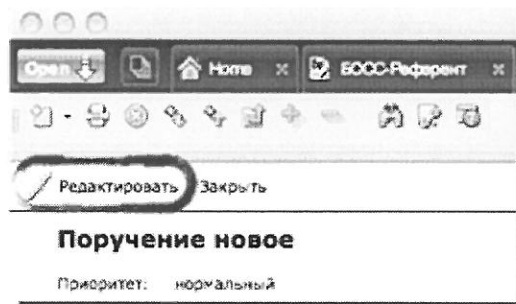 Open Home БОСС-Референт
Редактировать Закрыть
Поручение новое
Приоритет: нормальный